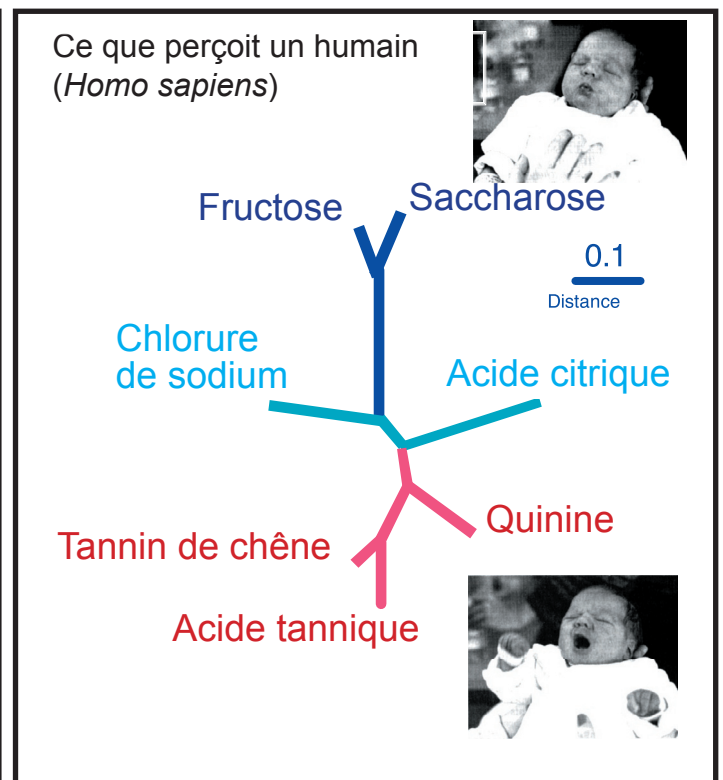 Ce que perçoit un humain
(Homo sapiens)
Fructose
Saccharose
0.1
Distance
Chlorure
de sodium
Acide citrique
Quinine
Tannin de chêne
Acide tannique